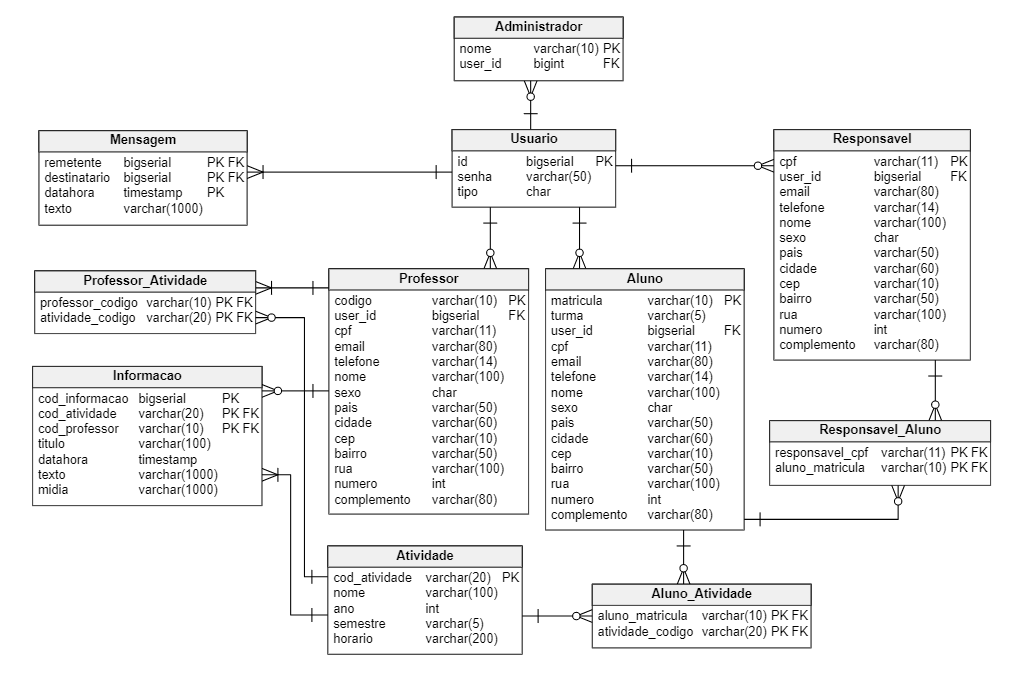 Administrador
nome varchar(10) PK
user_id bigint FK
Mensagem
remetente bigserial PK FK
destinatario bigserial PK FK
datahora timestamp PK
texto varchar(1000)
Usuario
id bigserial PK
senha varchar(50)
tipo char
Responsavel
cpf varchar(11) PK
user_id bigserial FK
email varchar(80)
telefone varchar(14)
nome varchar(100)
sexo char
pais varchar(50)
cidade varchar(60)
cep varchar(10)
bairro varchar(50)
rua varchar(100)
numero int
complemento varchar(80)
Professor_Atividade
professor_codigo varchar(10) PK FK
atividade_codigo varchar(20) PK FK
Professor
codigo varchar(10) PK
user_id bigserial FK
cpf varchar(11)
email varchar(80)
telefone varchar(14)
nome varchar(100)
sexo char
pais varchar(50)
cidade varchar(60)
cep varchar(10)
bairro varchar(50)
rua varchar(100)
numero int
complemento varchar(80)
Aluno
matricula varchar(10) PK
turma varchar(5)
user_id bigserial FK
cpf varchar(11)
email varchar(80)
telefone varchar(14)
nome varchar(100)
sexo char
pais varchar(50)
cidade varchar(60)
cep varchar(10)
bairro varchar(50)
rua varchar(100)
numero int
complemento varchar(80)
Informacao
cod_informacao bigserial PK
cod_atividade varchar(20) PK FK
cod_professor varchar(10) PK FK
titulo varchar(100)
datahora timestamp
texto varchar(1000)
midia varchar(1000)
Responsavel_Aluno
responsavel_cpf varchar(11) PK FK
aluno_matricula varchar(10) PK FK
Atividade
cod_atividade varchar(20) PK
nome varchar(100)
ano int
semestre varchar(5)
horario varchar(200)
Aluno_Atividade
aluno_matricula varchar(10) PK FK
atividade_codigo varchar(20) PK FK